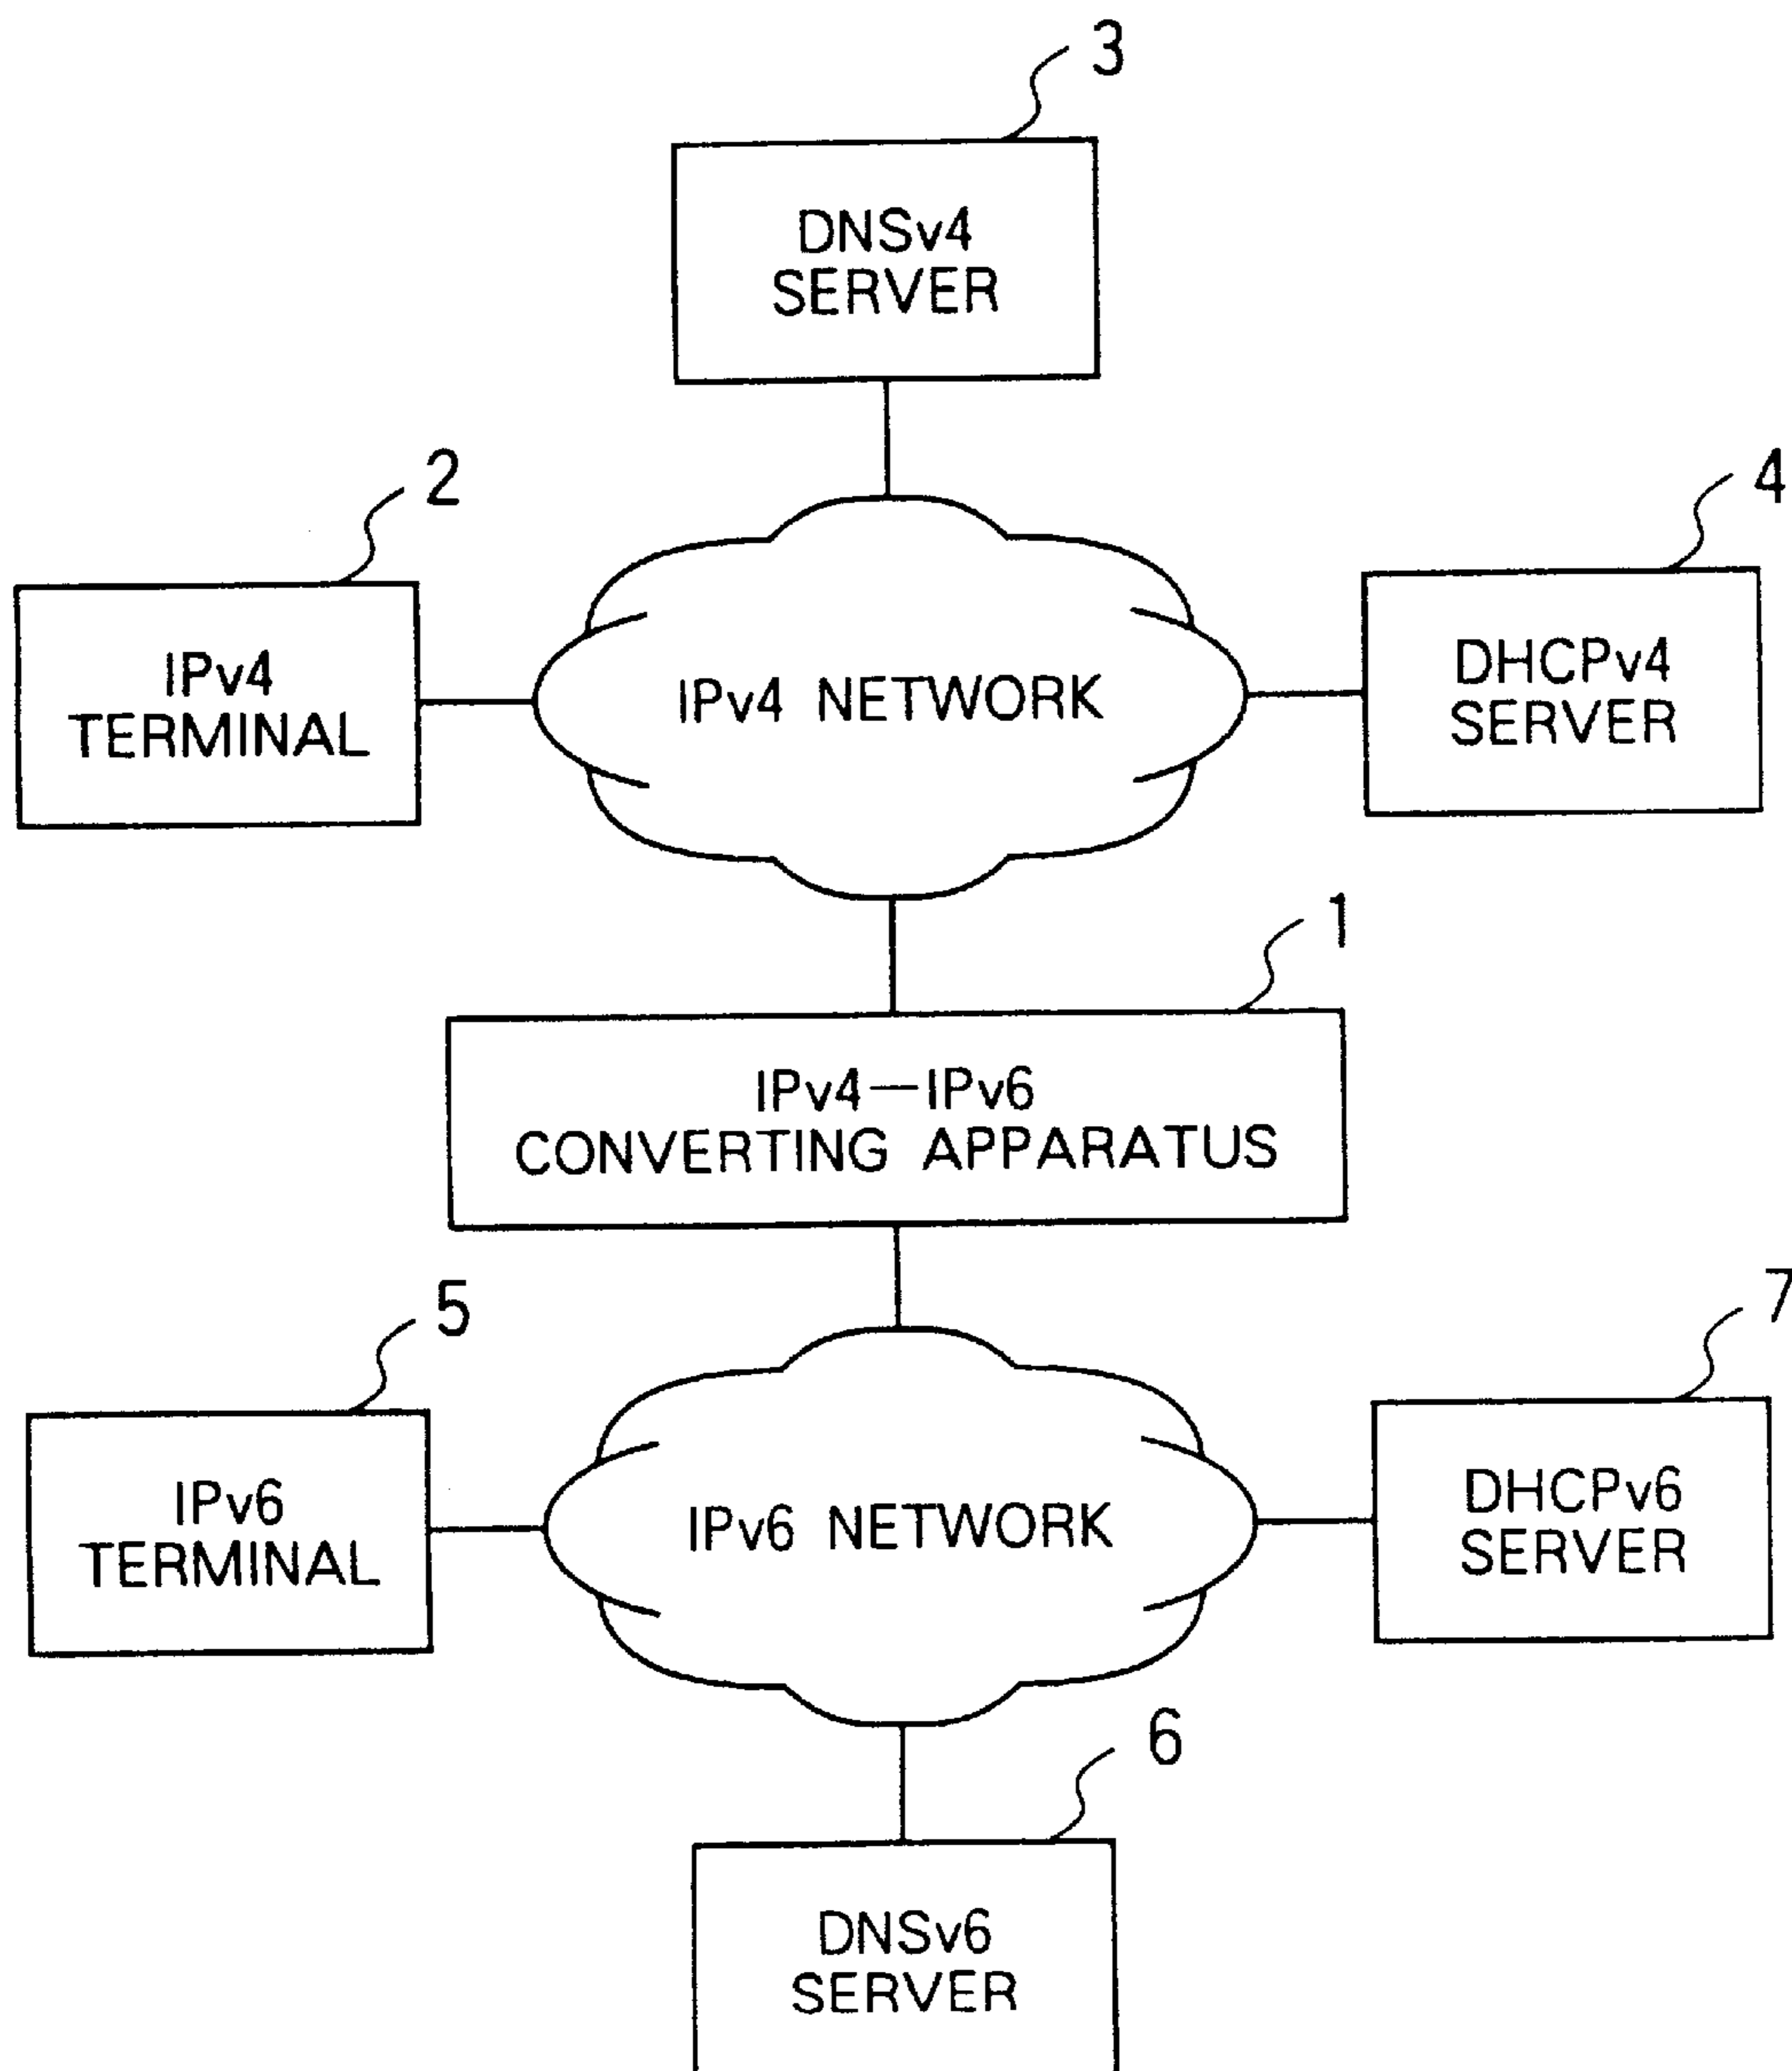 3
DNSv4
SERVER
2
4
IPv4
TERMINAL
IPv4 NETWORK
DHCPv4
SERVER
1
IPv4—IPv6
CONVERTING APPARATUS
5
7
IPv6
TERMINAL
IPv6 NETWORK
DHCPv6
SERVER
6
DNSv6
SERVER